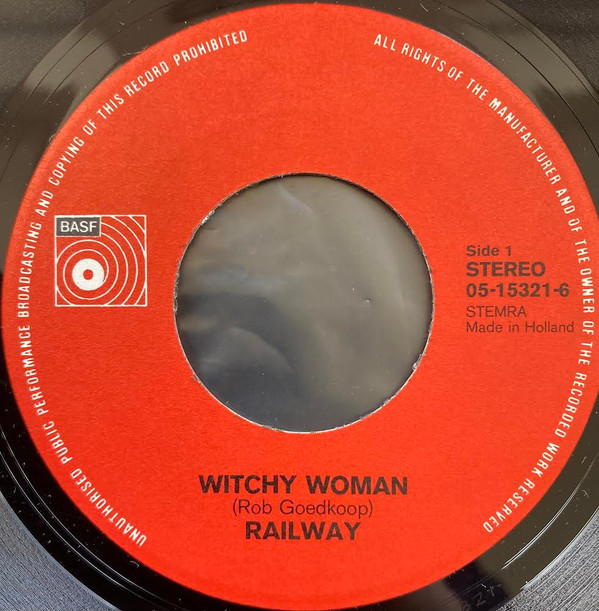 UNAUTHORISED PUBLIC PERFORMANCE BROADCASTING AND COPYING OF THIS RECORD PROHIBITED
ALL RIGHTS OF THE MANUFACTURER AND OF THE OWNER OF THE RECORDED WORK RESERVED
BASF
Side 1
STEREO
05-15321-6
STEMRA
Made in Holland
WITCHY WOMAN
(Rob Goedkoop)
RAILWAY